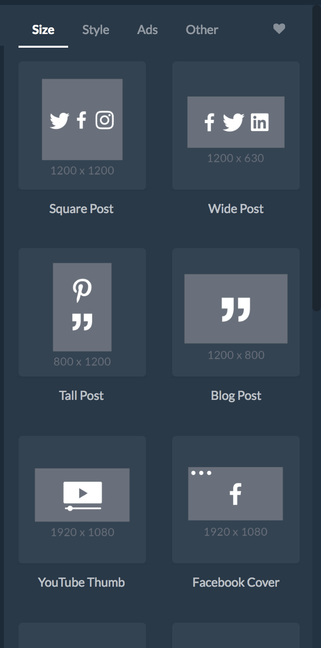 Size Style Ads Other
1200 x 1200
1200 x 630
Square Post
Wide Post
800 x 1200
1200 x 800
Tall Post
Blog Post
1920 x 1080
1920 x 1080
YouTube Thumb
Facebook Cover